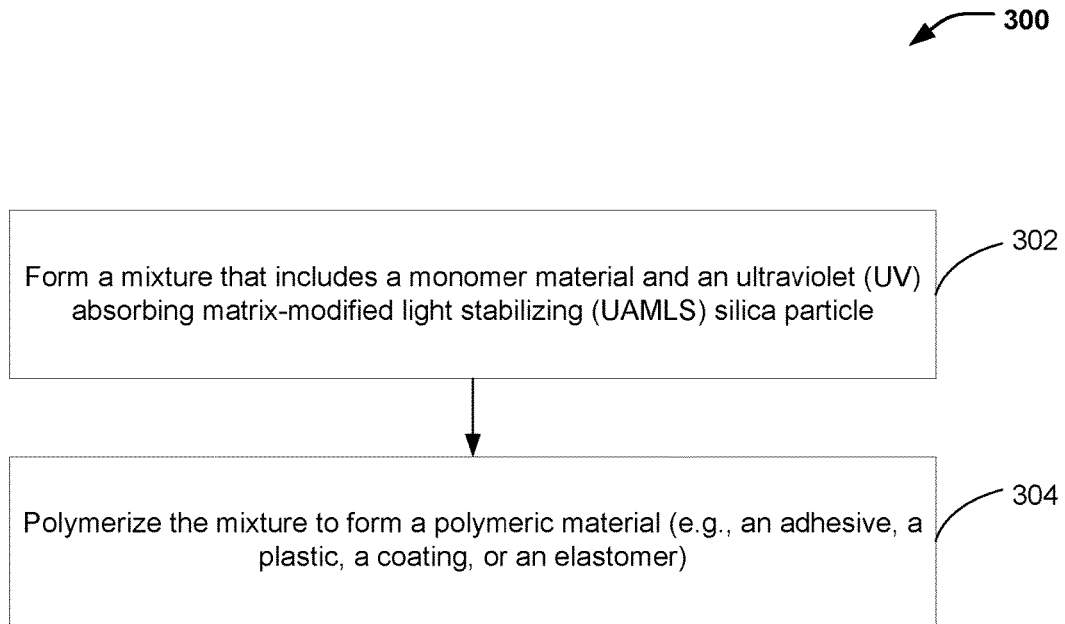 300
302
Form a mixture that includes a monomer material and an ultraviolet (UV)
absorbing matrix-modified light stabilizing (UAMLS) silica particle
304
Polymerize the mixture to form a polymeric material (e.g., an adhesive, a
plastic, a coating, or an elastomer)